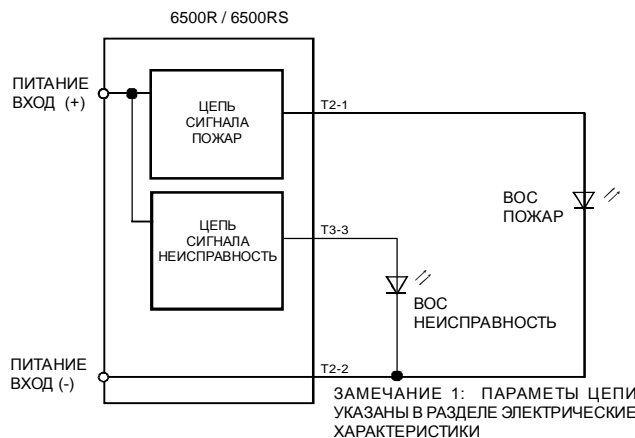 6500R / 6500RS
ПИТАНИЕ
ВХОД (+)
ЦЕПЬ
СИГНАЛА
ПОЖАР
T2-1
ВОС
ПОЖАР
ЦЕПЬ
СИГНАЛА
НЕИСПРАВНОСТЬ
T3-3
ВОС
НЕИСПРАВНОСТЬ
ПИТАНИЕ
ВХОД (-)
T2-2
ЗАМЕЧАНИЕ 1: ПАРАМЕТЫ ЦЕПИ
УКАЗАНЫ В РАЗДЕЛЕ ЭЛЕКТРИЧЕСКИЕ
ХАРАКТЕРИСТИКИ